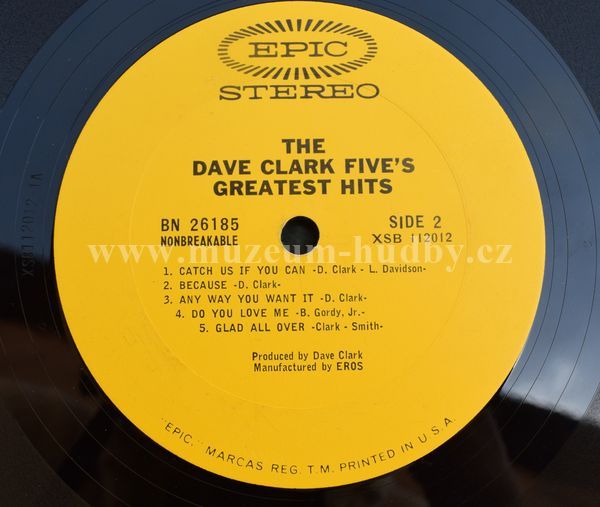 EPIC
STEREO
THE
DAVE CLARK FIVE'S
GREATEST HITS
BN 26185
NONBREAKABLE
SIDE 2
XSB 112012
www.muzeum-hudby.cz
1. CATCH US IF YOU CAN -D. Clark - L. Davidson-
2. BECAUSE -D. Clark-
3. ANY WAY YOU WANT IT -D. Clark-
4. DO YOU LOVE ME -B. Gordy, Jr.-
5. GLAD ALL OVER -Clark - Smith-
Produced by Dave Clark
Manufactured by EROS
"EPIC," MARCAS REG. T.M. PRINTED IN U.S.A.
XSB112012 1A